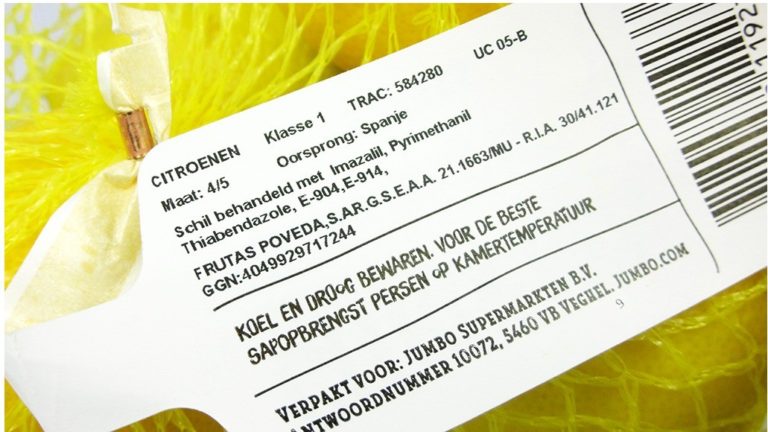 CITROENEN Klasse 1 TRAC: 584280 UC 05-B
Maat: 4/5 Oorsprong: Spanje
Schil behandeld met Imazalil, Pyrimethanil
Thiabendazole, E-904,E-914,
FRUTAS POVEDA,S.AR.G.S.E.A.A. 21.1663/MU - R.I.A. 30/41.121
GGN:4049929717244
KOEL EN DROOG BEWAREN. VOOR DE BESTE
SAPOPBRENGST PERSEN OP KAMERTEMPERATUUR
VERPAKT VOOR: JUMBO SUPERMARKTEN B.V.
ANTWOORDNUMMER 10072, 5460 VB VEGHEL. JUMBO.COM
9